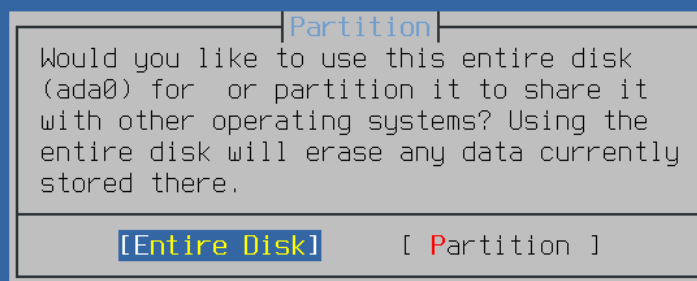 Partition
Would you like to use this entire disk
(ada0) for  or partition it to share it
with other operating systems? Using the
entire disk will erase any data currently
stored there.
[Entire Disk] [ Partition ]